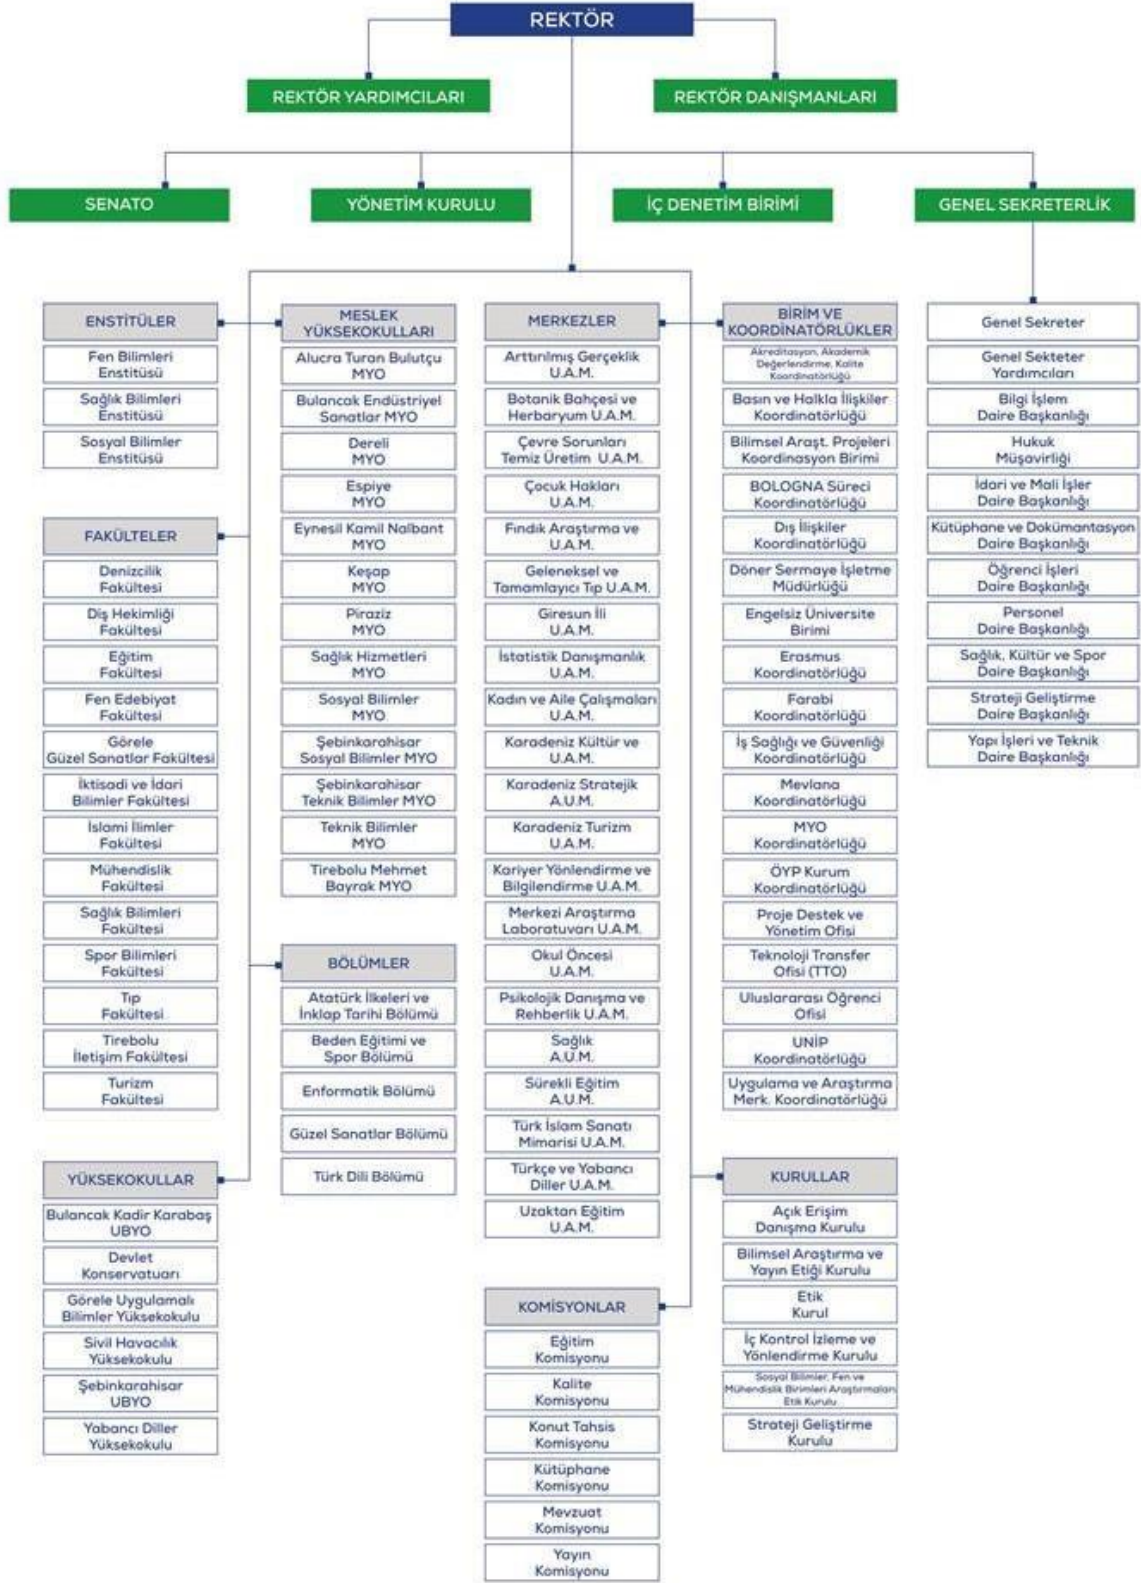 REKTÖR
REKTÖR YARDIMCILARI
REKTÖR DANIŞMANLARI
SENATO
YÖNETİM KURULU
İÇ DENETİM BİRİMİ
GENEL SEKRETERLİK
ENSTİTÜLER
Fen Bilimleri
Enstitüsü
Sağlık Bilimleri
Enstitüsü
Sosyal Bilimler
Enstitüsü
FAKÜLTELER
Denizcilik
Fakültesi
Diş Hekimliği
Fakültesi
Eğitim
Fakültesi
Fen Edebiyat
Fakültesi
Görele
Güzel Sanatlar Fakültesi
İktisadi ve İdari
Bilimler Fakültesi
İslami İlimler
Fakültesi
Mühendislik
Fakültesi
Sağlık Bilimleri
Fakültesi
Spor Bilimleri
Fakültesi
Tıp
Fakültesi
Tirebolu
İletişim Fakültesi
Turizm
Fakültesi
YÜKSEKOKULLAR
Bulancak Kadir Karabaş
UBYO
Devlet
Konservatuarı
Görele Uygulamalı
Bilimler Yüksekokulu
Sivil Havacılık
Yüksekokulu
Şebinkarahisar
UBYO
Yabancı Diller
Yüksekokulu
MESLEK
YÜKSEKOKULLARI
Alucra Turan Bulutçu
MYO
Bulancak Endüstriyel
Sanatlar MYO
Dereli
MYO
Espiye
MYO
Eynesil Kamil Nalbant
MYO
Keşap
MYO
Piraziz
MYO
Sağlık Hizmetleri
MYO
Sosyal Bilimler
MYO
Şebinkarahisar
Sosyal Bilimler MYO
Şebinkarahisar
Teknik Bilimler MYO
Teknik Bilimler
MYO
Tirebolu Mehmet
Bayrak MYO
BÖLÜMLER
Atatürk İlkeleri ve
İnklap Tarihi Bölümü
Beden Eğitimi ve
Spor Bölümü
Enformatik Bölümü
Güzel Sanatlar Bölümü
Türk Dili Bölümü
MERKEZLER
Arttırılmış Gerçeklik
U.A.M.
Botanik Bahçesi ve
Herbaryum U.A.M.
Çevre Sorunları
Temiz Üretim U.A.M.
Çocuk Hakları
U.A.M.
Fındık Araştırma ve
U.A.M.
Geleneksel ve
Tamamlayıcı Tıp U.A.M.
Giresun İli
U.A.M.
İstatistik Danışmanlık
U.A.M.
Kadın ve Aile Çalışmaları
U.A.M.
Karadeniz Kültür ve
U.A.M.
Karadeniz Stratejik
A.U.M.
Karadeniz Turizm
U.A.M.
Kariyer Yönlendirme ve
Bilgilendirme U.A.M.
Merkezi Araştırma
Laboratuvarı U.A.M.
Okul Öncesi
U.A.M.
Psikolojik Danışma ve
Rehberlik U.A.M.
Sağlık
A.U.M.
Sürekli Eğitim
A.U.M.
Türk İslam Sanatı
Mimarisi U.A.M.
Türkçe ve Yabancı
Diller U.A.M.
Uzaktan Eğitim
U.A.M.
KOMİSYONLAR
Eğitim
Komisyonu
Kalite
Komisyonu
Konut Tahsis
Komisyonu
Kütüphane
Komisyonu
Mevzuat
Komisyonu
Yayın
Komisyonu
BİRİM VE
KOORDİNATÖRLÜKLER
Akreditasyon, Akademik
Değerlendirme, Kalite
Koordinatörlüğü
Basın ve Halkla İlişkiler
Koordinatörlüğü
Bilimsel Araşt. Projeleri
Koordinasyon Birimi
BOLOGNA Süreci
Koordinatörlüğü
Dış İlişkiler
Koordinatörlüğü
Döner Sermaye İşletme
Müdürlüğü
Engelsiz Üniversite
Birimi
Erasmus
Koordinatörlüğü
Farabi
Koordinatörlüğü
İş Sağlığı ve Güvenliği
Koordinatörlüğü
Mevlana
Koordinatörlüğü
MYO
Koordinatörlüğü
ÖYP Kurum
Koordinatörlüğü
Proje Destek ve
Yönetim Ofisi
Teknoloji Transfer
Ofisi (TTO)
Uluslararası Öğrenci
Ofisi
UNİP
Koordinatörlüğü
Uygulama ve Araştırma
Merk. Koordinatörlüğü
KURULLAR
Açık Erişim
Danışma Kurulu
Bilimsel Araştırma ve
Yayın Etiği Kurulu
Etik
Kurul
İç Kontrol İzleme ve
Yönlendirme Kurulu
Sosyal Bilimler, Fen ve
Mühendislik Birimleri Araştırmaları
Etik Kurulu
Strateji Geliştirme
Kurulu
Genel Sekreter
Genel Sekteter
Yardımcıları
Bilgi İşlem
Daire Başkanlığı
Hukuk
Müşavirliği
İdari ve Mali İşler
Daire Başkanlığı
Kütüphane ve Dokümantasyon
Daire Başkanlığı
Öğrenci İşleri
Daire Başkanlığı
Personel
Daire Başkanlığı
Sağlık, Kültür ve Spor
Daire Başkanlığı
Strateji Geliştirme
Daire Başkanlığı
Yapı İşleri ve Teknik
Daire Başkanlığı